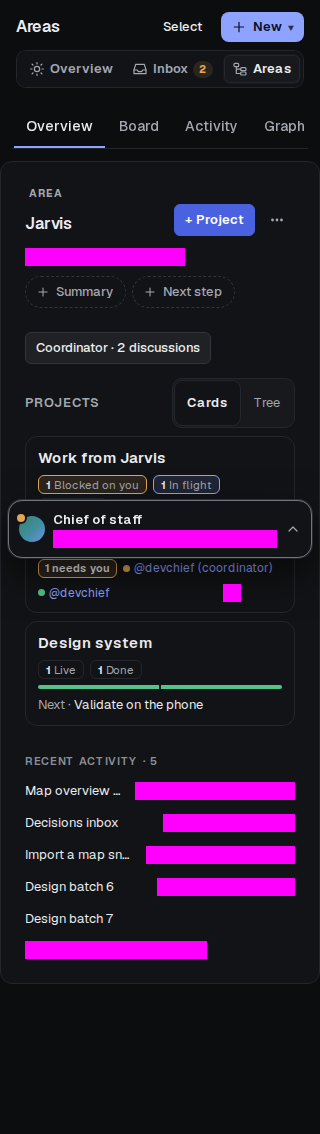 Areas
Select
+ New ▾
Overview
Inbox 2
Areas
Overview
Board
Activity
Graph
AREA
Jarvis
+ Project
···
+ Summary
+ Next step
Coordinator · 2 discussions
PROJECTS
Cards
Tree
Work from Jarvis
1 Blocked on you
1 In flight
Chief of staff
1 needs you
@devchief (coordinator)
@devchief
Design system
1 Live
1 Done
Next · Validate on the phone
RECENT ACTIVITY · 5
Map overview ...
Decisions inbox
Import a map sn...
Design batch 6
Design batch 7